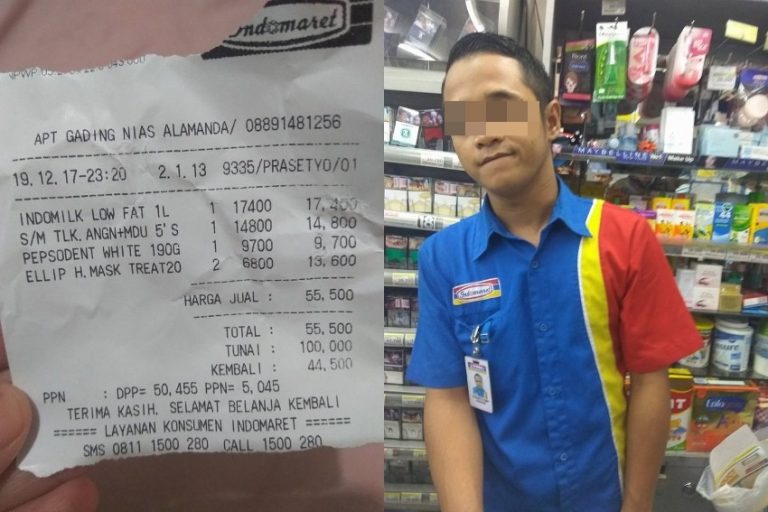 Indomaret
APT GADING NIAS ALAMANDA/ 08891481256
19.12.17-23:20 2.1.13 9335/PRASETYO/01
INDOMILK LOW FAT 1L 1 17400 17,400
S/M TLK.ANGN+MDU 5'S 1 14800 14,800
PEPSODENT WHITE 190G 1 9700 9,700
ELLIP H.MASK TREAT20 2 6800 13,600
HARGA JUAL : 55,500
TOTAL : 55,500
TUNAI : 100,000
KEMBALI : 44,500
PPN : DPP= 50,455 PPN= 5,045
TERIMA KASIH. SELAMAT BELANJA KEMBALI
====== LAYANAN KONSUMEN INDOMARET ======
SMS 0811 1500 280 CALL 1500 280
Indomaret
MAYBELLINE